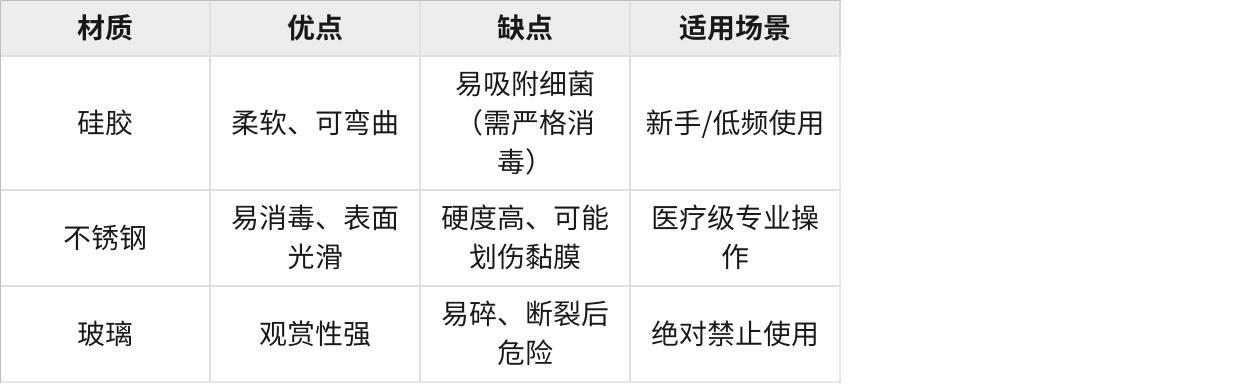 材质 优点 缺点 适用场景
硅胶 柔软、可弯曲 易吸附细菌
（需严格消
毒） 新手/低频使用
不锈钢 易消毒、表面
光滑 硬度高、可能
划伤黏膜 医疗级专业操
作
玻璃 观赏性强 易碎、断裂后
危险 绝对禁止使用